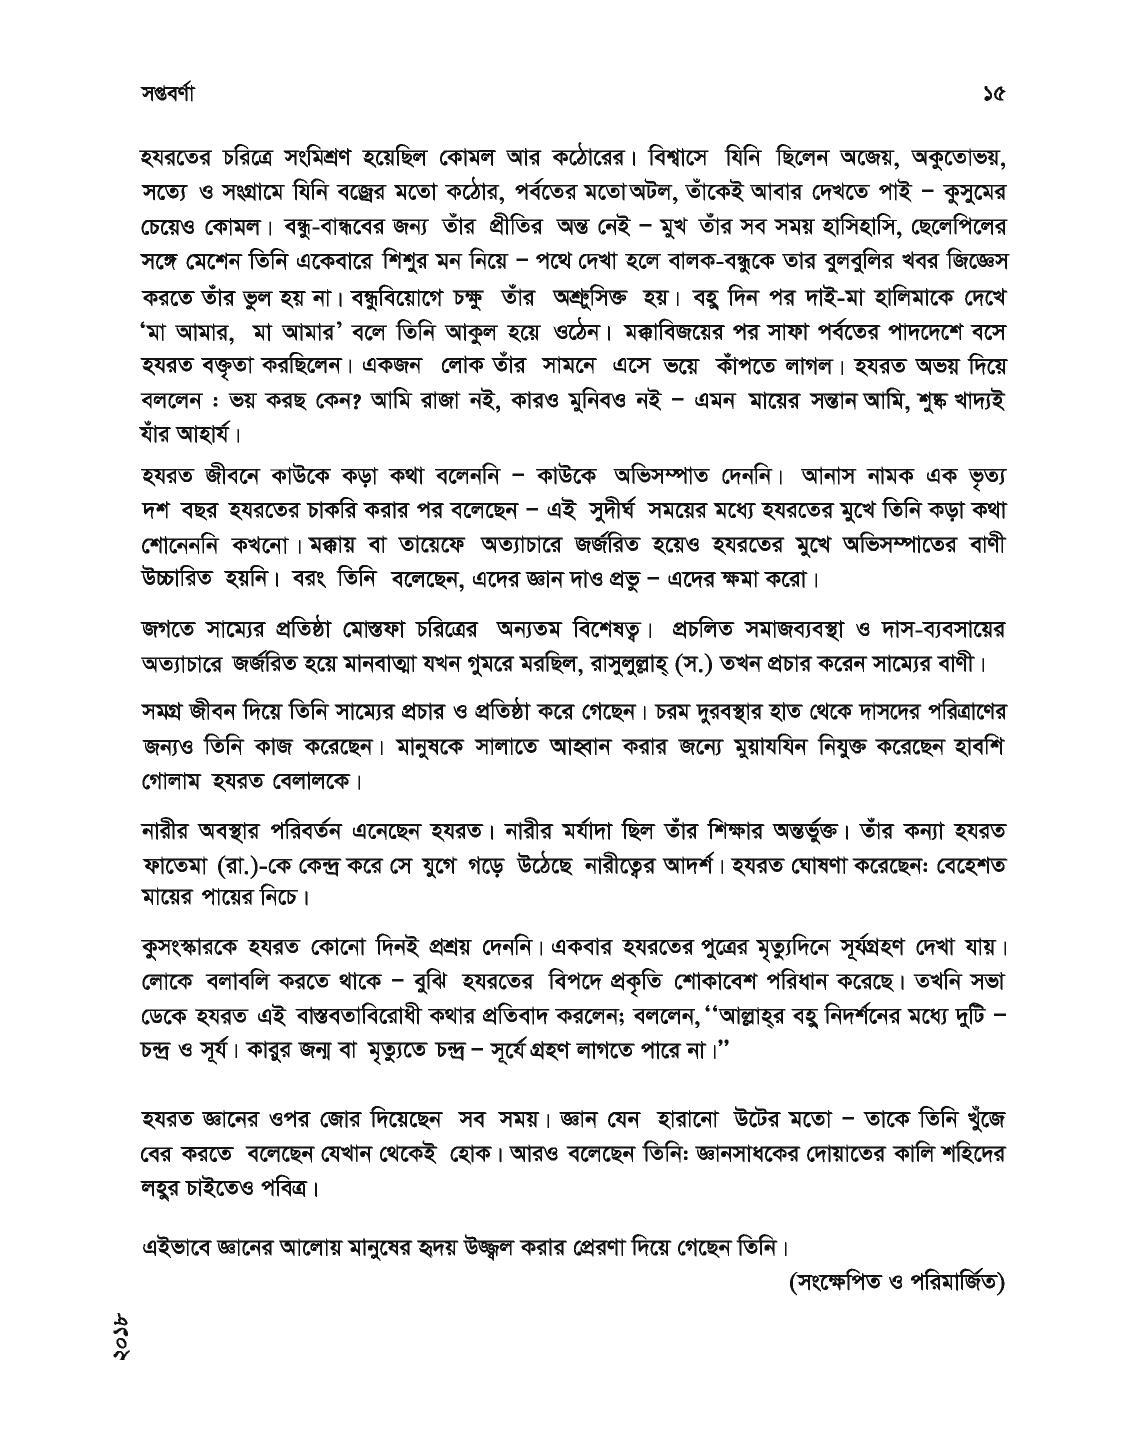 সপ্তবর্ণা ১৫
হযরতের চরিত্রে সংমিশ্রণ হয়েছিল কোমল আর কঠোরের। বিশ্বাসে যিনি ছিলেন অজেয়, অকুতোভয়,
সত্যে ও সংগ্রামে যিনি বজ্রের মতো কঠোর, পর্বতের মতো অটল, তাঁকেই আবার দেখতে পাই – কুসুমের
চেয়েও কোমল। বন্ধু-বান্ধবের জন্য তাঁর প্রীতির অন্ত নেই – মুখ তাঁর সব সময় হাসিহাসি, ছেলেপিলের
সঙ্গে মেশেন তিনি একেবারে শিশুর মন নিয়ে – পথে দেখা হলে বালক-বন্ধুকে তার বুলবুলির খবর জিজ্ঞেস
করতে তাঁর ভুল হয় না। বন্ধুবিয়োগে চক্ষু তাঁর অশ্রুসিক্ত হয়। বহু দিন পর দাই-মা হালিমাকে দেখে
‘মা আমার, মা আমার’ বলে তিনি আকুল হয়ে ওঠেন। মক্কাবিজয়ের পর সাফা পর্বতের পাদদেশে বসে
হযরত বক্তৃতা করছিলেন। একজন লোক তাঁর সামনে এসে ভয়ে কাঁপতে লাগল। হযরত অভয় দিয়ে
বললেন : ভয় করছ কেন? আমি রাজা নই, কারও মুনিবও নই – এমন মায়ের সন্তান আমি, শুষ্ক খাদ্যই
যাঁর আহার্য।
হযরত জীবনে কাউকে কড়া কথা বলেননি – কাউকে অভিসম্পাত দেননি। আনাস নামক এক ভৃত্য
দশ বছর হযরতের চাকরি করার পর বলেছেন – এই সুদীর্ঘ সময়ের মধ্যে হযরতের মুখে তিনি কড়া কথা
শোনেননি কখনো। মক্কায় বা তায়েফে অত্যাচারে জর্জরিত হয়েও হযরতের মুখে অভিসম্পাতের বাণী
উচ্চারিত হয়নি। বরং তিনি বলেছেন, এদের জ্ঞান দাও প্রভু – এদের ক্ষমা করো।
জগতে সাম্যের প্রতিষ্ঠা মোস্তফা চরিত্রের অন্যতম বিশেষত্ব। প্রচলিত সমাজব্যবস্থা ও দাস-ব্যবসায়ের
অত্যাচারে জর্জরিত হয়ে মানবাত্মা যখন গুমরে মরছিল, রাসুলুল্লাহ্ (স.) তখন প্রচার করেন সাম্যের বাণী।
সমগ্র জীবন দিয়ে তিনি সাম্যের প্রচার ও প্রতিষ্ঠা করে গেছেন। চরম দুরবস্থার হাত থেকে দাসদের পরিত্রাণের
জন্যও তিনি কাজ করেছেন। মানুষকে সালাতে আহ্বান করার জন্যে মুয়াযযিন নিযুক্ত করেছেন হাবশি
গোলাম হযরত বেলালকে।
নারীর অবস্থার পরিবর্তন এনেছেন হযরত। নারীর মর্যাদা ছিল তাঁর শিক্ষার অন্তর্ভুক্ত। তাঁর কন্যা হযরত
ফাতেমা (রা.)-কে কেন্দ্র করে সে যুগে গড়ে উঠেছে নারীত্বের আদর্শ। হযরত ঘোষণা করেছেন: বেহেশত
মায়ের পায়ের নিচে।
কুসংস্কারকে হযরত কোনো দিনই প্রশ্রয় দেননি। একবার হযরতের পুত্রের মৃত্যুদিনে সূর্যগ্রহণ দেখা যায়।
লোকে বলাবলি করতে থাকে – বুঝি হযরতের বিপদে প্রকৃতি শোকাবেশ পরিধান করেছে। তখনি সভা
ডেকে হযরত এই বাস্তবতাবিরোধী কথার প্রতিবাদ করলেন; বললেন, “আল্লাহ্‌র বহু নিদর্শনের মধ্যে দুটি –
চন্দ্র ও সূর্য। কারুর জন্ম বা মৃত্যুতে চন্দ্র – সূর্যে গ্রহণ লাগতে পারে না।”
হযরত জ্ঞানের ওপর জোর দিয়েছেন সব সময়। জ্ঞান যেন হারানো উটের মতো – তাকে তিনি খুঁজে
বের করতে বলেছেন যেখান থেকেই হোক। আরও বলেছেন তিনি: জ্ঞানসাধকের দোয়াতের কালি শহিদের
লহুর চাইতেও পবিত্র।
এইভাবে জ্ঞানের আলোয় মানুষের হৃদয় উজ্জ্বল করার প্রেরণা দিয়ে গেছেন তিনি।
(সংক্ষেপিত ও পরিমার্জিত)
২০১৮